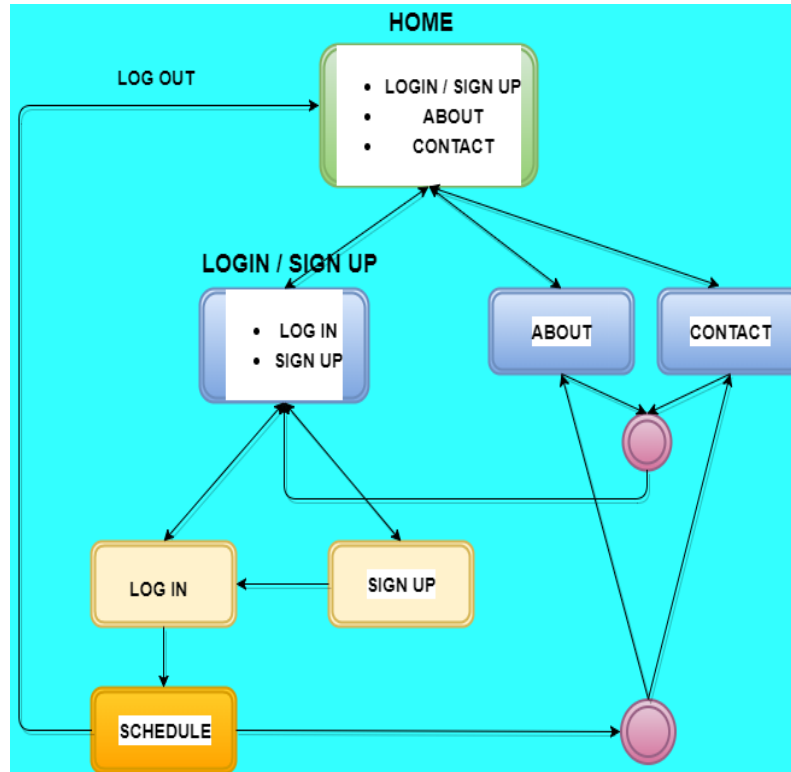 HOME
LOG OUT
• LOGIN / SIGN UP
• ABOUT
• CONTACT
LOGIN / SIGN UP
• LOG IN
• SIGN UP
ABOUT
CONTACT
LOG IN
SIGN UP
SCHEDULE